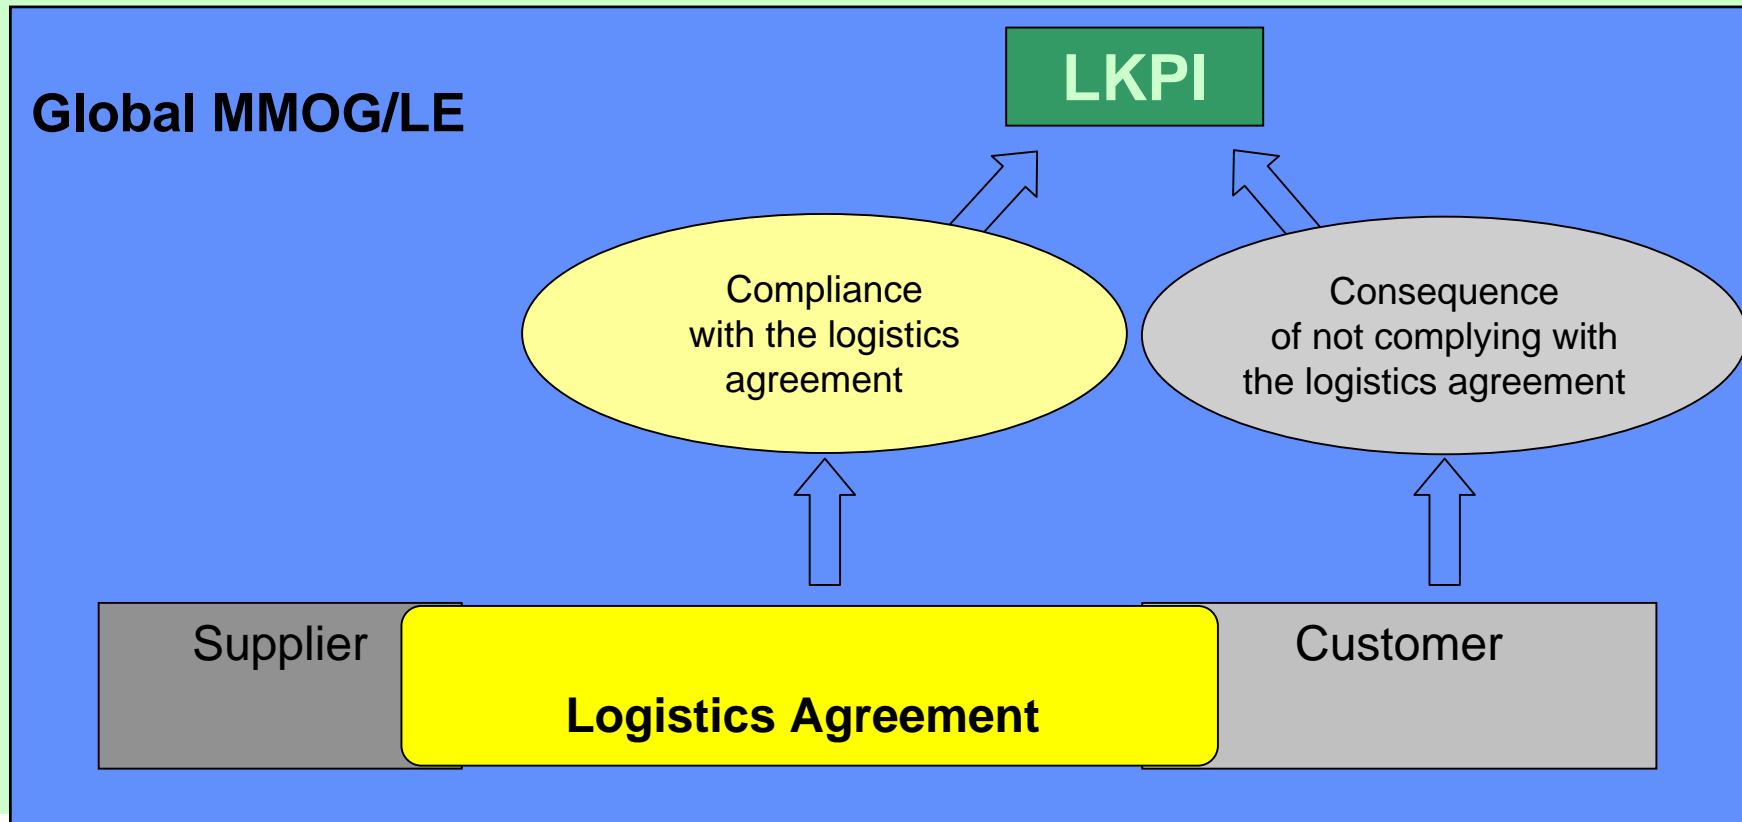 LKPI
Global MMOG/LE
Compliance
with the logistics
agreement
Consequence
of not complying with
the logistics agreement
Supplier
Customer
Logistics Agreement